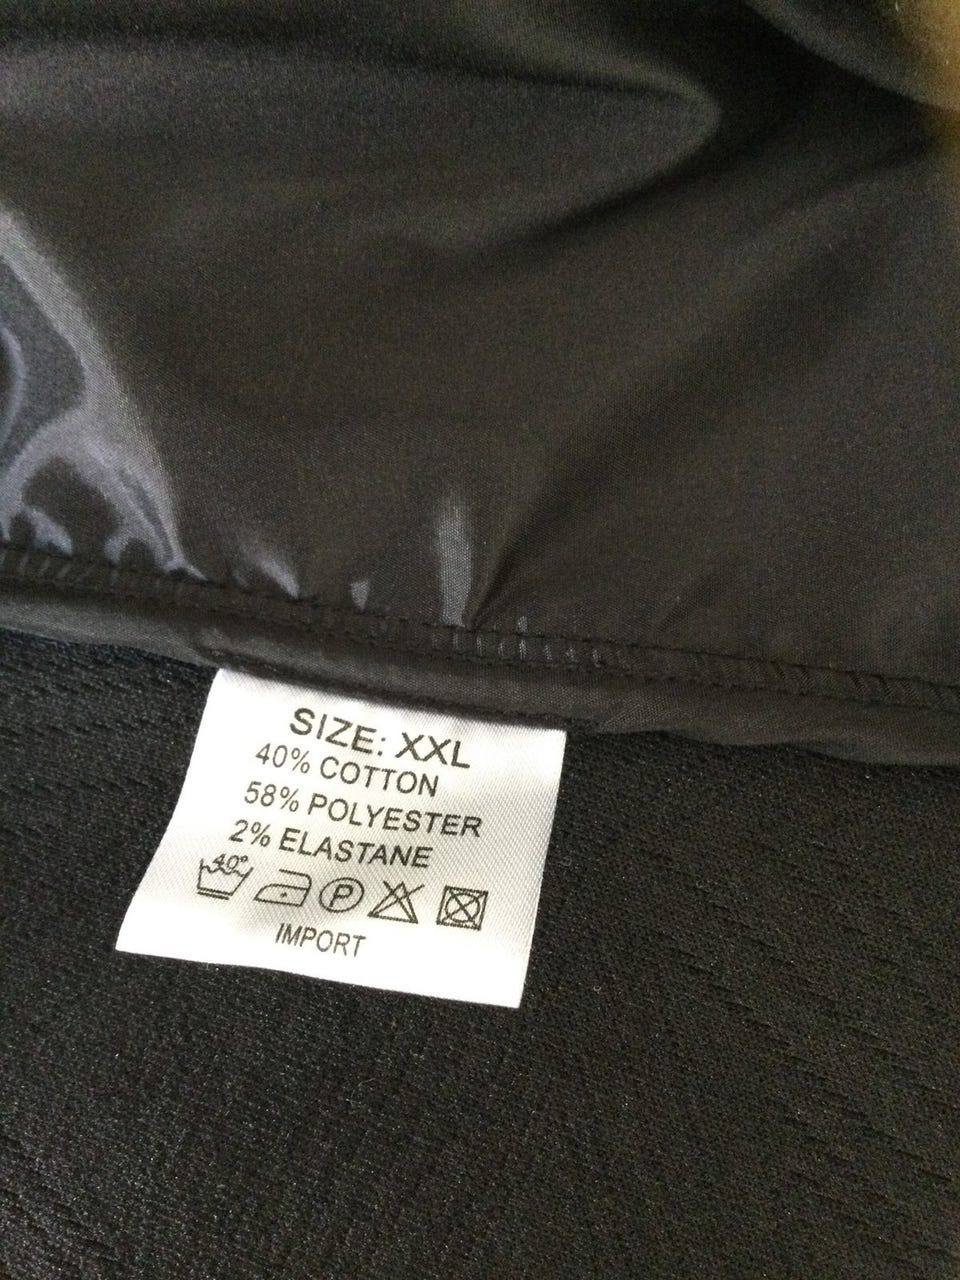 SIZE: XXL
40% COTTON
58% POLYESTER
2% ELASTANE
40° P
IMPORT